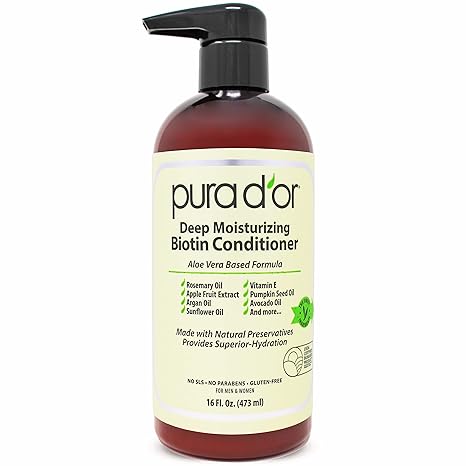 pura d'or
Deep Moisturizing
Biotin Conditioner
Aloe Vera Based Formula
Rosemary Oil
Apple Fruit Extract
Argan Oil
Sunflower Oil
Vitamin E
Pumpkin Seed Oil
Avocado Oil
And more...
Made with Natural Preservatives
Provides Superior-Hydration
NO SLS • NO PARABENS • GLUTEN-FREE
FOR MEN & WOMEN
16 Fl. Oz. (473 ml)